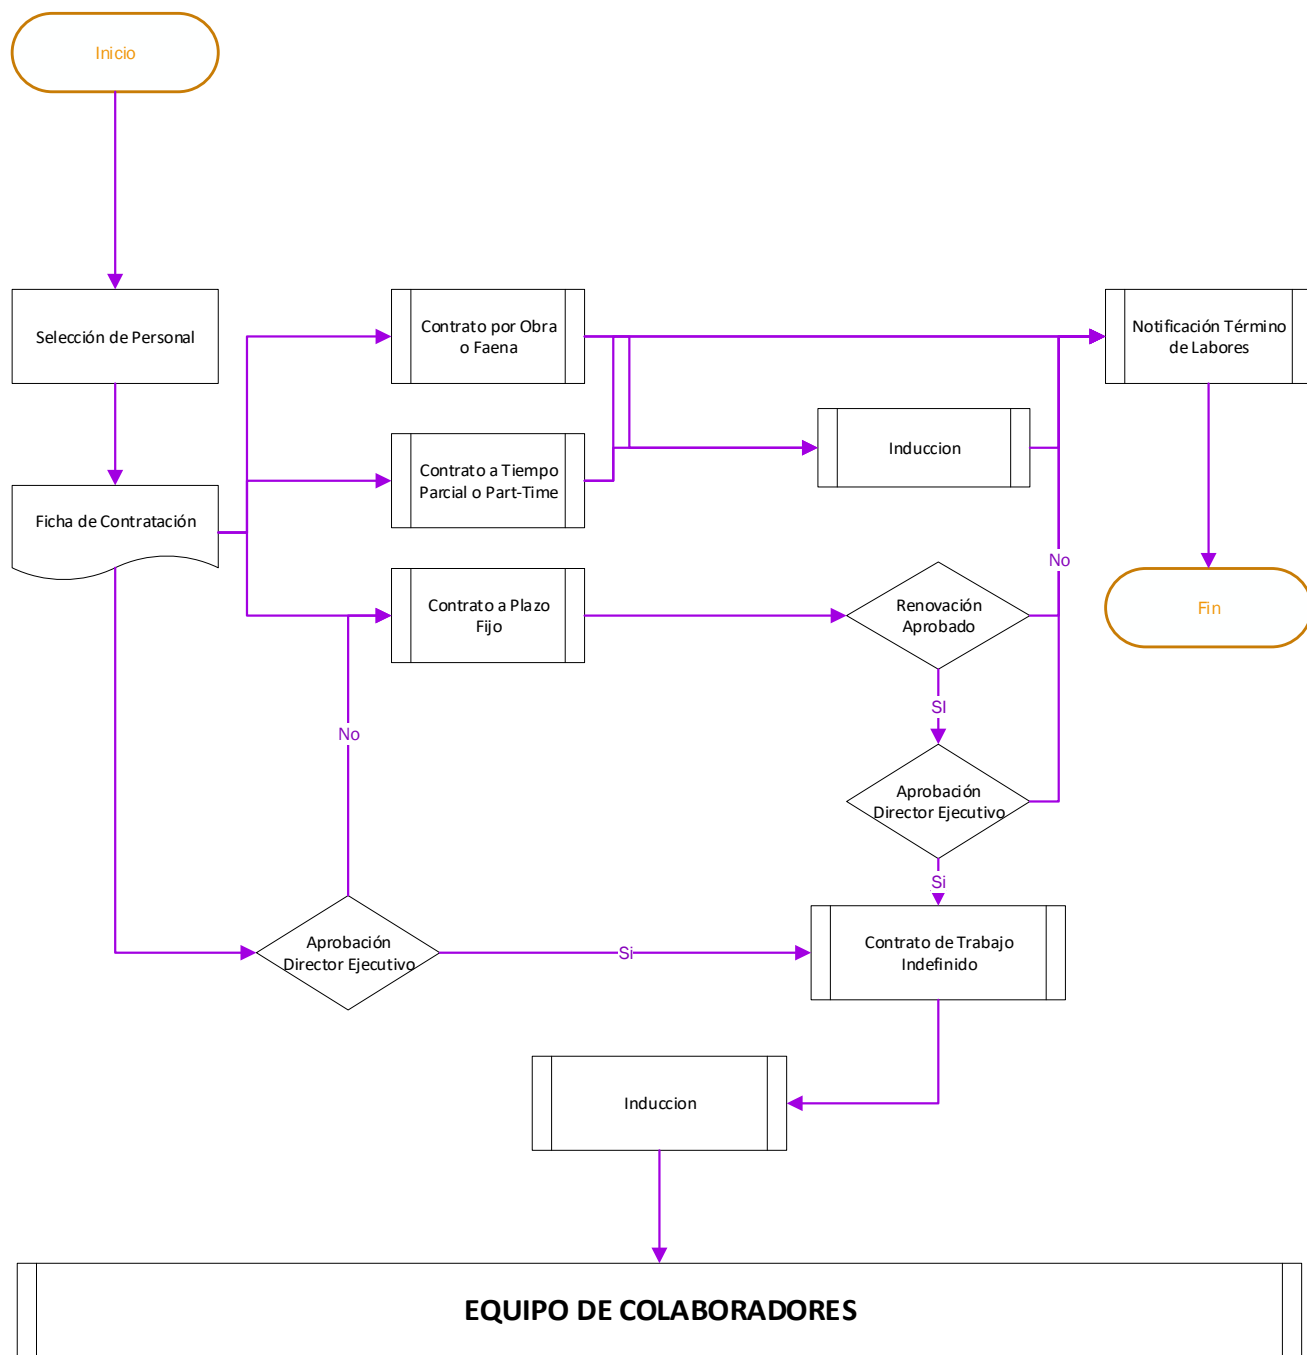 Inicio
Selección de Personal
Contrato por Obra
o Faena
Notificación Término
de Labores
Contrato a Tiempo
Parcial o Part-Time
Induccion
Ficha de Contratación
Contrato a Plazo
Fijo
Renovación
Aprobado
No
Fin
SI
No
Aprobación
Director Ejecutivo
Si
Aprobación
Director Ejecutivo
Si
Contrato de Trabajo
Indefinido
Induccion
EQUIPO DE COLABORADORES